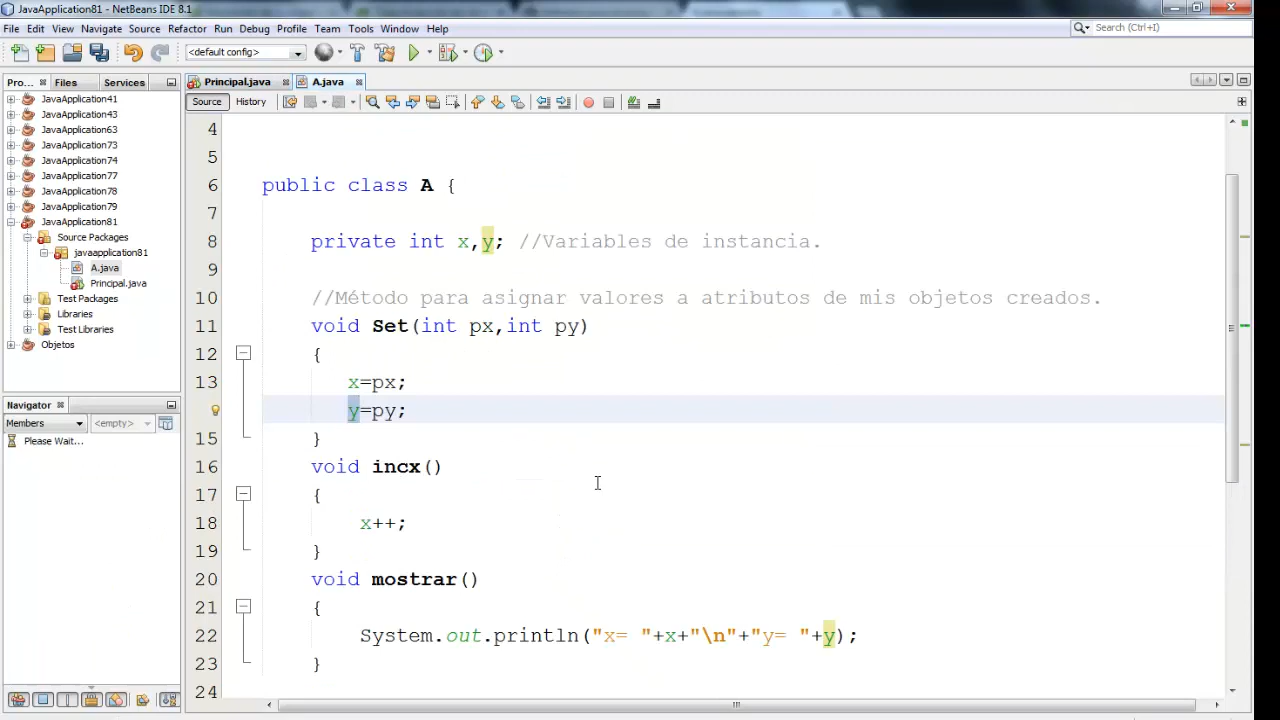 JavaApplication81 - NetBeans IDE 8.1
File Edit View Navigate Source Refactor Run Debug Profile Team Tools Window Help
Search (Ctrl+I)
<default config>
Pro... Files Services
Principal.java A.java
Source History
JavaApplication41
JavaApplication43
JavaApplication63
JavaApplication73
JavaApplication74
JavaApplication77
JavaApplication78
JavaApplication79
JavaApplication81
Source Packages
javaapplication81
A.java
Principal.java
Test Packages
Libraries
Test Libraries
Objetos
Navigator
Members <empty>
Please Wait...
4
5
6 public class A {
7
8 private int x,y; //Variables de instancia.
9
10 //Método para asignar valores a atributos de mis objetos creados.
11 void Set(int px,int py)
12 {
13 x=px;
y=py;
15 }
16 void incx()
17 {
18 x++;
19 }
20 void mostrar()
21 {
22 System.out.println("x= "+x+"\n"+"y= "+y);
23 }
24